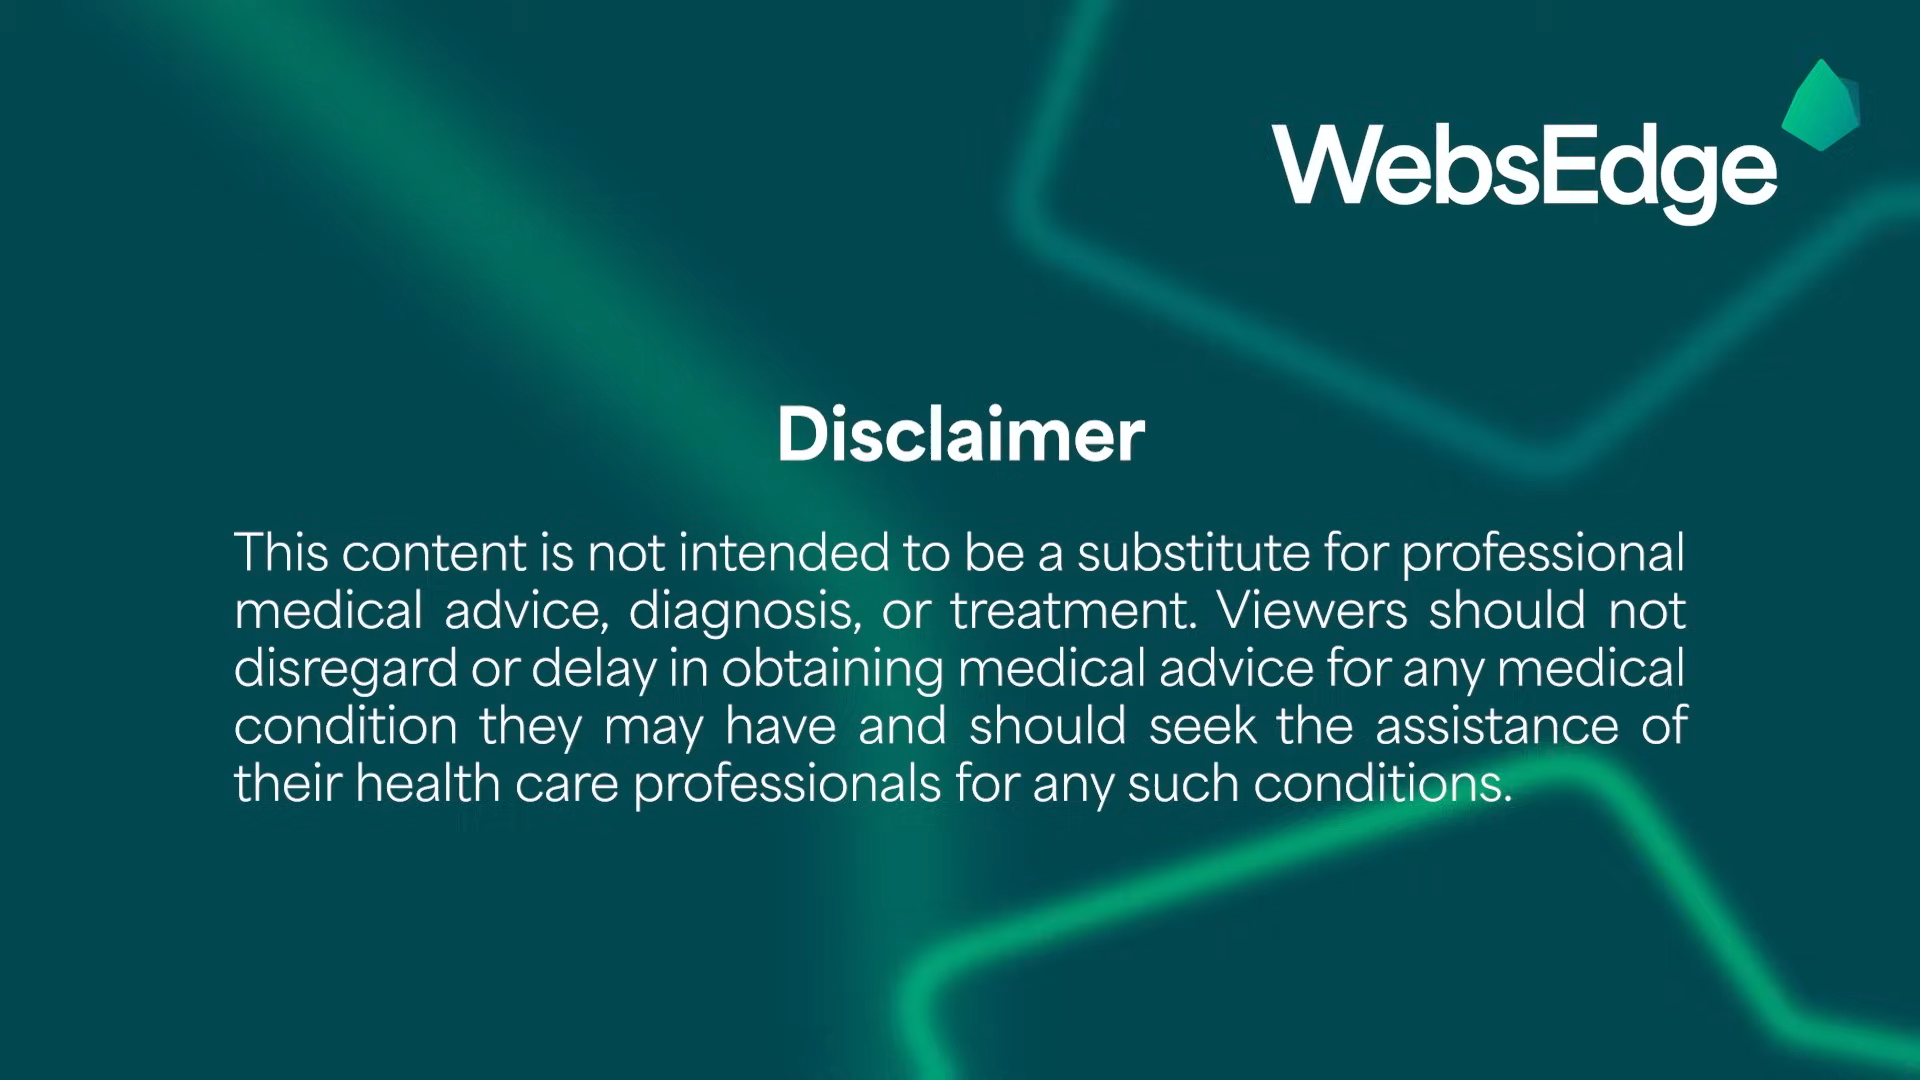 WebsEdge
Disclaimer
This content is not intended to be a substitute for professional
medical advice, diagnosis, or treatment. Viewers should not
disregard or delay in obtaining medical advice for any medical
condition they may have and should seek the assistance of
their health care professionals for any such conditions.